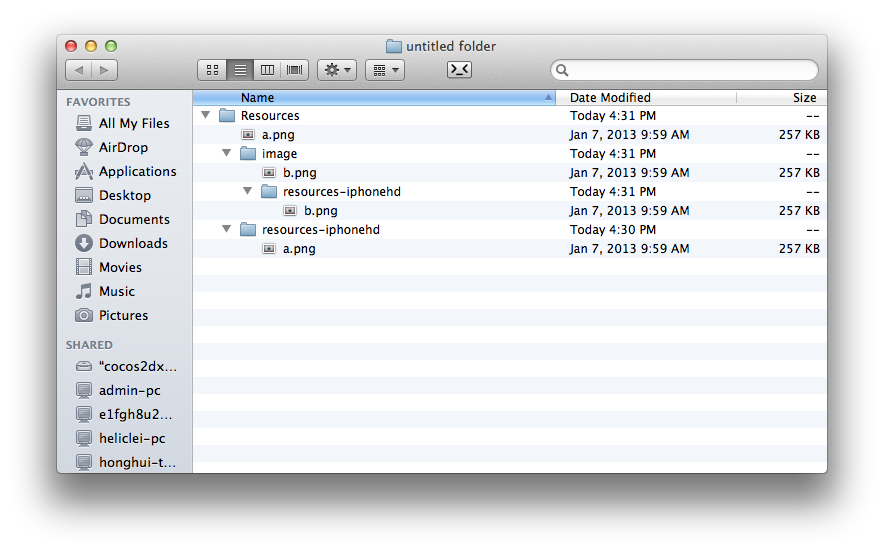 untitled folder
FAVORITES
All My Files
AirDrop
Applications
Desktop
Documents
Downloads
Movies
Music
Pictures
SHARED
"cocos2dx...
admin-pc
e1fgh8u2...
heliclei-pc
honghui-t...
Name Date Modified Size
Resources Today 4:31 PM --
a.png Jan 7, 2013 9:59 AM 257 KB
image Today 4:31 PM --
b.png Jan 7, 2013 9:59 AM 257 KB
resources-iphonehd Today 4:31 PM --
b.png Jan 7, 2013 9:59 AM 257 KB
resources-iphonehd Today 4:30 PM --
a.png Jan 7, 2013 9:59 AM 257 KB